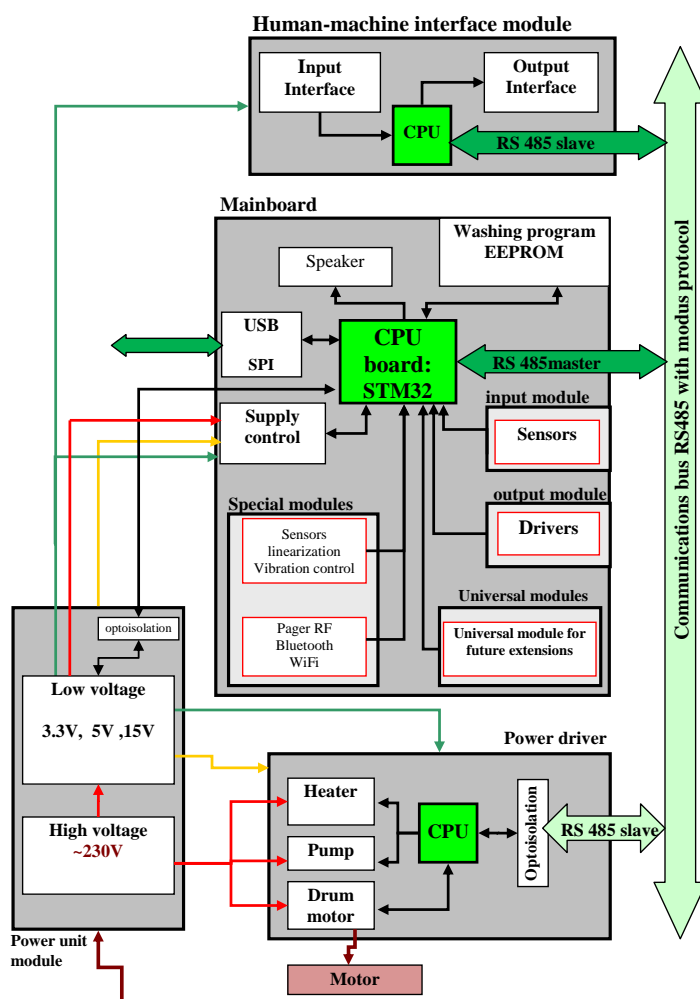 Human-machine interface module
Input
Interface
Output
Interface
CPU
RS 485 slave
Mainboard
Washing program
EEPROM
Speaker
USB
SPI
CPU
board:
STM32
RS 485master
input module
Sensors
Supply
control
output module
Drivers
Special modules
Sensors
linearization
Vibration control
Pager RF
Bluetooth
WiFi
Universal modules
Universal module for
future extensions
optoisolation
Low voltage
3.3V, 5V ,15V
High voltage
~230V
Power unit
module
Power driver
Heater
Pump
Drum
motor
CPU
Optoisolation
RS 485 slave
Motor
Communications bus RS485 with modus protocol